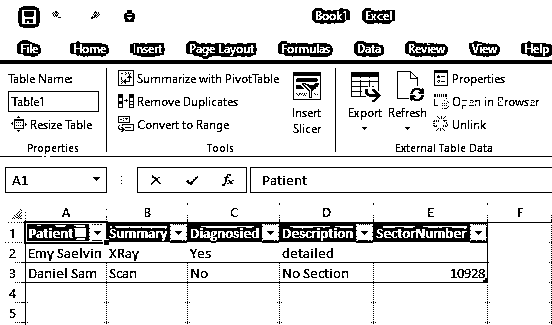 Book1 Excel
File Home Insert Page Layout Formulas Data Review View Help
Table Name:
Table1
Resize Table
Properties
Summarize with PivotTable
Remove Duplicates
Convert to Range
Tools
Insert
Slicer
Export Refresh
Properties
Open in Browser
Unlink
External Table Data
A1 fx Patient
A B C D E F
1 Patient Summary Diagnosied Description SectorNumber
2 Emy Saelvin XRay Yes detailed
3 Daniel Sam Scan No No Section 10928
4
5